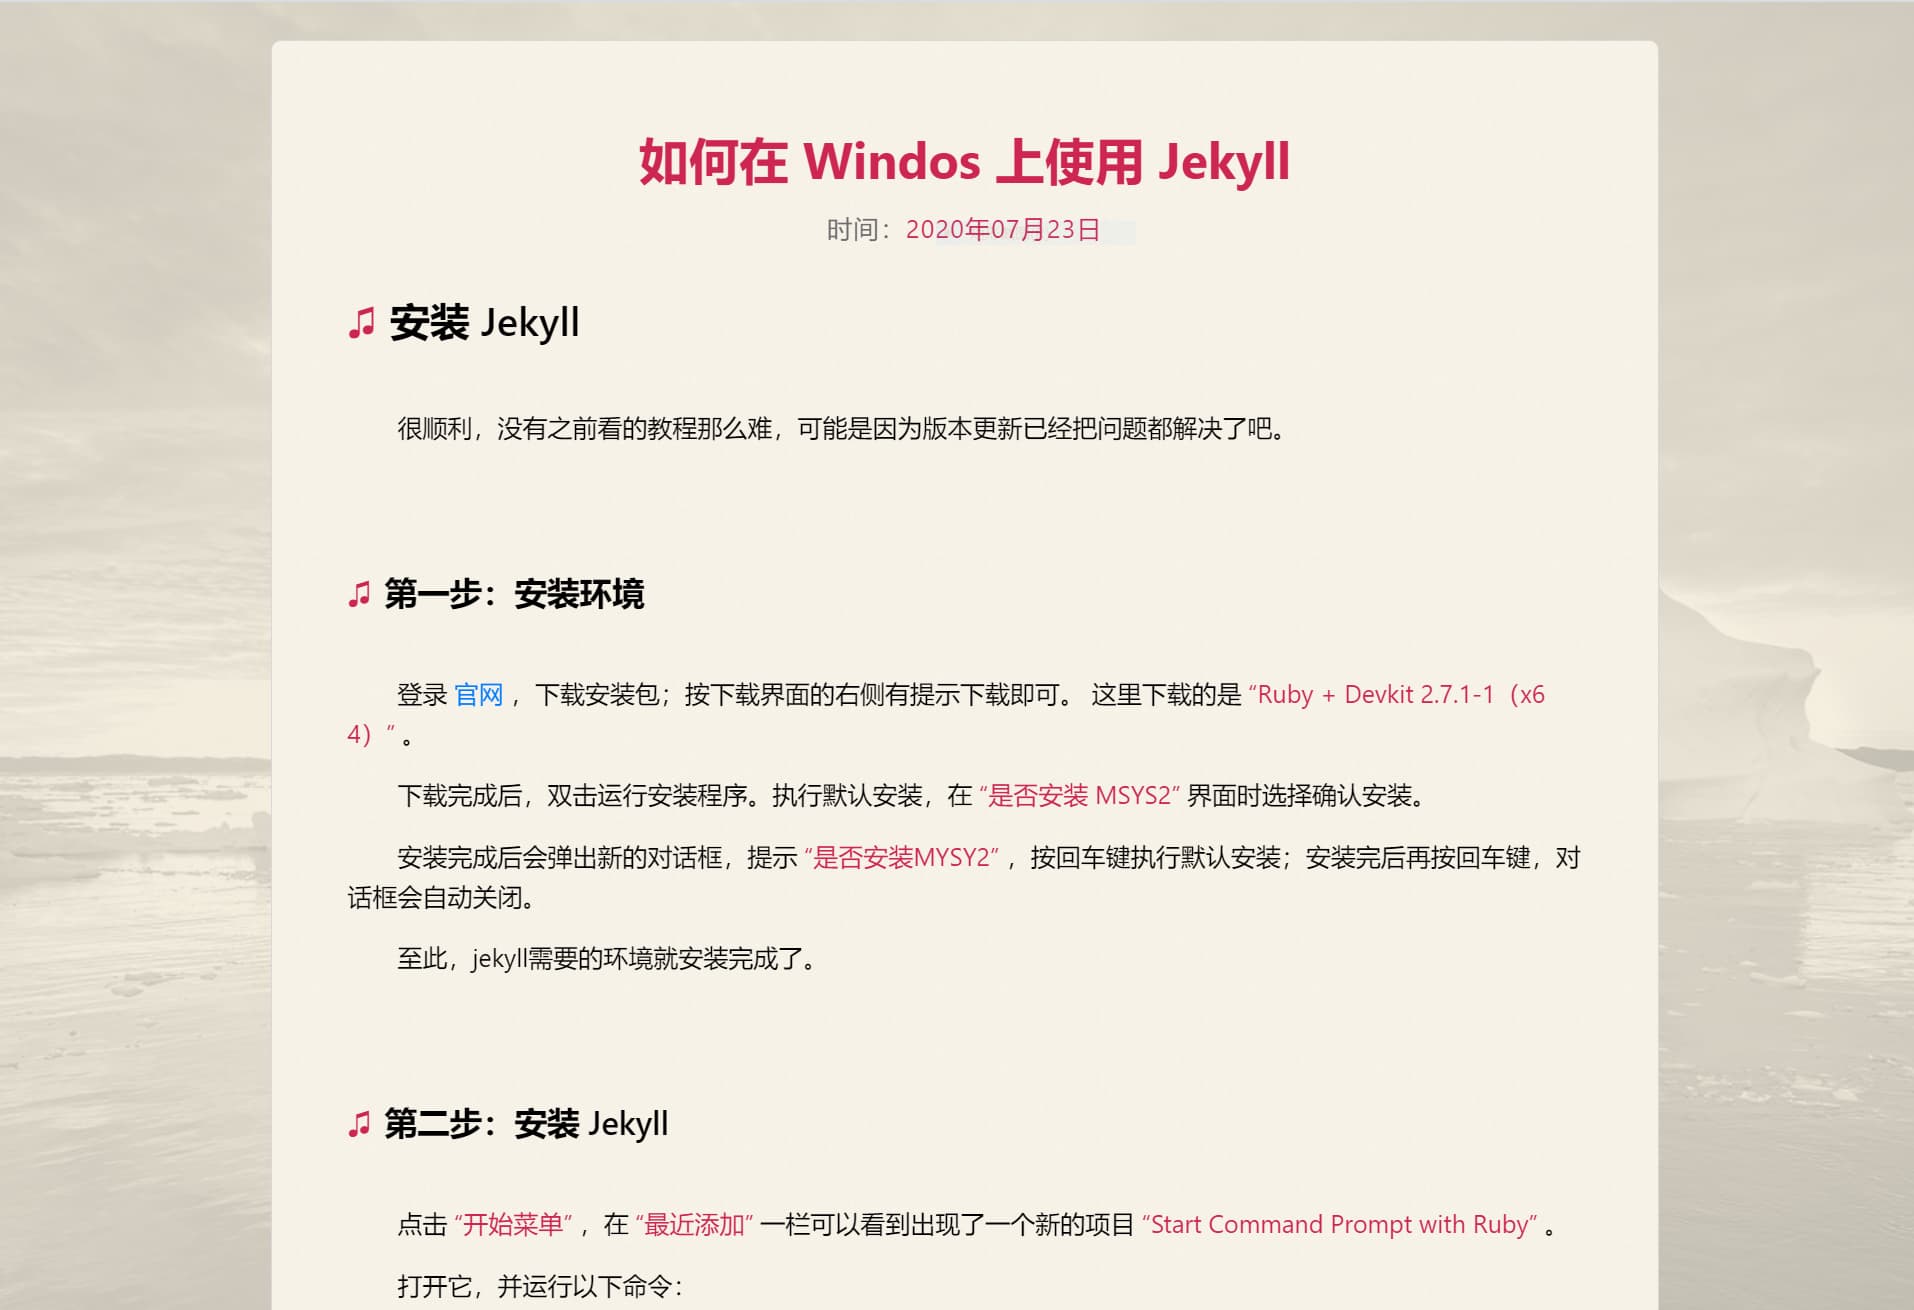 如何在 Windos 上使用 Jekyll
时间：2020年07月23日
♫ 安装 Jekyll
很顺利，没有之前看的教程那么难，可能是因为版本更新已经把问题都解决了吧。
♫ 第一步：安装环境
登录 官网 ，下载安装包；按下载界面的右侧有提示下载即可。 这里下载的是 “Ruby + Devkit 2.7.1-1（x6
4）” 。
下载完成后，双击运行安装程序。执行默认安装，在 “是否安装 MSYS2” 界面时选择确认安装。
安装完成后会弹出新的对话框，提示 “是否安装MYSY2” ，按回车键执行默认安装；安装完后再按回车键，对
话框会自动关闭。
至此，jekyll需要的环境就安装完成了。
♫ 第二步：安装 Jekyll
点击 “开始菜单” ，在 “最近添加” 一栏可以看到出现了一个新的项目 “Start Command Prompt with Ruby” 。
打开它，并运行以下命令：